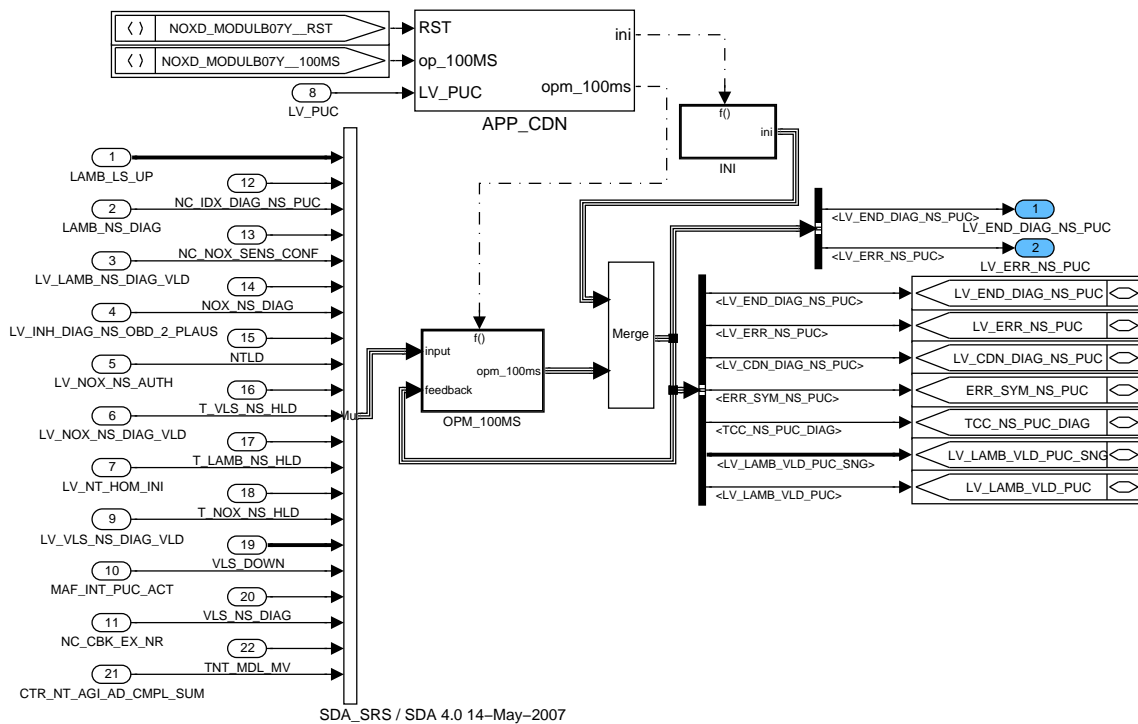 NOXD_MODULB07Y__RST
NOXD_MODULB07Y__100MS
8
LV_PUC
RST
op_100MS
LV_PUC
ini
opm_100ms
APP_CDN
f()
ini
INI
1
LAMB_LS_UP
12
NC_IDX_DIAG_NS_PUC
2
LAMB_NS_DIAG
13
NC_NOX_SENS_CONF
3
LV_LAMB_NS_DIAG_VLD
14
NOX_NS_DIAG
4
LV_INH_DIAG_NS_OBD_2_PLAUS
15
NTLD
5
LV_NOX_NS_AUTH
16
T_VLS_NS_HLD
6
LV_NOX_NS_DIAG_VLD
17
T_LAMB_NS_HLD
7
LV_NT_HOM_INI
18
T_NOX_NS_HLD
9
LV_VLS_NS_DIAG_VLD
19
VLS_DOWN
10
MAF_INT_PUC_ACT
20
VLS_NS_DIAG
11
NC_CBK_EX_NR
22
TNT_MDL_MV
21
CTR_NT_AGI_AD_CMPL_SUM
Mu
f()
input
feedback
opm_100ms
OPM_100MS
Merge
<LV_END_DIAG_NS_PUC>
1
LV_END_DIAG_NS_PUC
<LV_ERR_NS_PUC>
2
LV_ERR_NS_PUC
<LV_END_DIAG_NS_PUC>
LV_END_DIAG_NS_PUC
<LV_ERR_NS_PUC>
LV_ERR_NS_PUC
<LV_CDN_DIAG_NS_PUC>
LV_CDN_DIAG_NS_PUC
<ERR_SYM_NS_PUC>
ERR_SYM_NS_PUC
<TCC_NS_PUC_DIAG>
TCC_NS_PUC_DIAG
<LV_LAMB_VLD_PUC_SNG>
LV_LAMB_VLD_PUC_SNG
<LV_LAMB_VLD_PUC>
LV_LAMB_VLD_PUC
SDA_SRS / SDA 4.0 14–May–2007